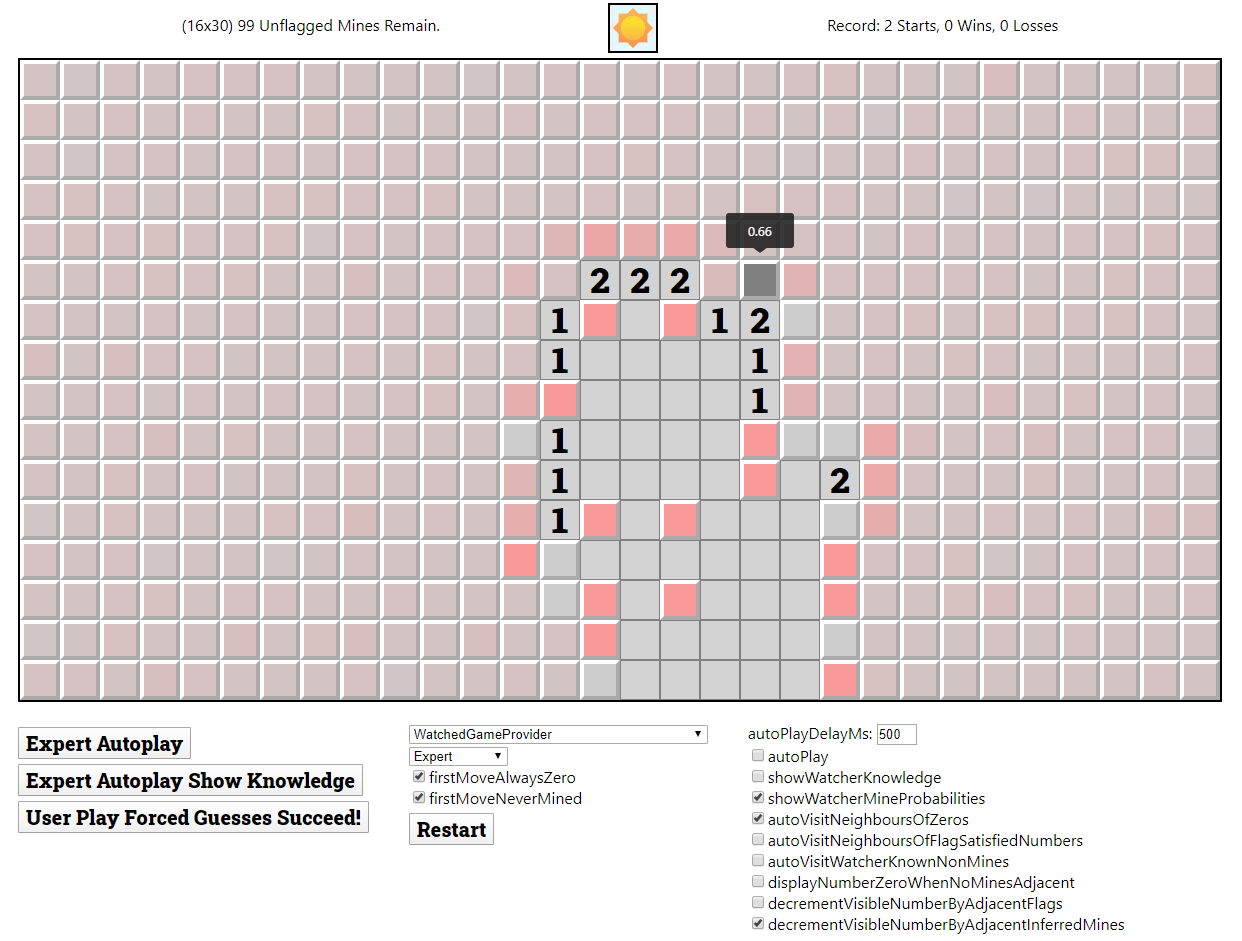 (16x30) 99 Unflagged Mines Remain.
Record: 2 Starts, 0 Wins, 0 Losses
0.66
2 2 2
1 1 2
1 1
1
1
1 2
1
Expert Autoplay
Expert Autoplay Show Knowledge
User Play Forced Guesses Succeed!
WatchedGameProvider
Expert
firstMoveAlwaysZero
firstMoveNeverMined
Restart
autoPlayDelayMs: 500
autoPlay
showWatcherKnowledge
showWatcherMineProbabilities
autoVisitNeighboursOfZeros
autoVisitNeighboursOfFlagSatisfiedNumbers
autoVisitWatcherKnownNonMines
displayNumberZeroWhenNoMinesAdjacent
decrementVisibleNumberByAdjacentFlags
decrementVisibleNumberByAdjacentInferredMines